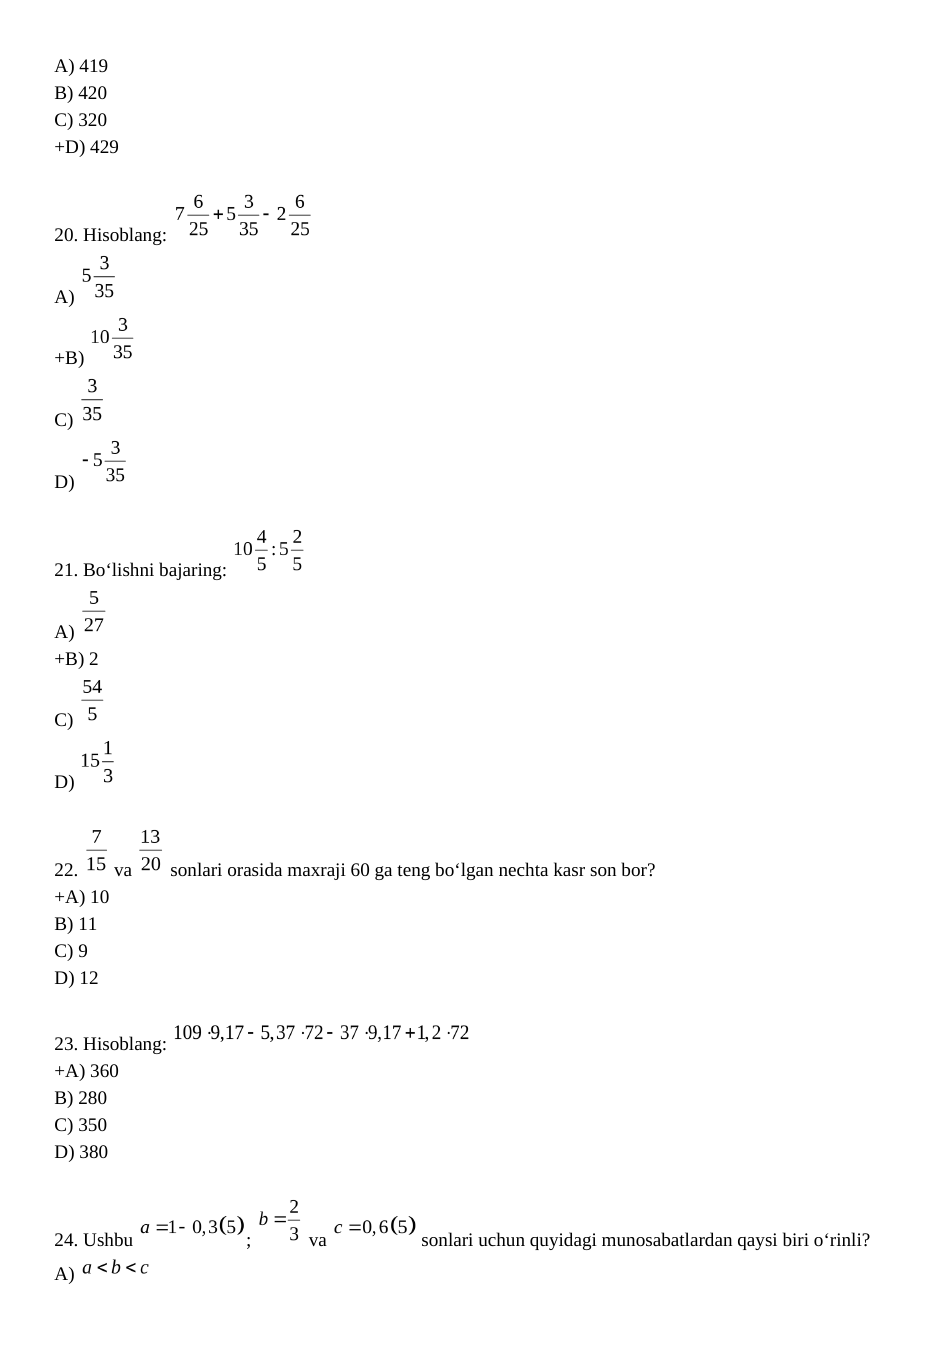 A) 419
B) 420
C) 320
+D) 429
20. Hisoblang: 7 6/25 + 5 3/35 - 2 6/25
A) 5 3/35
+B) 10 3/35
C) 3/35
D) - 5 3/35
21. Bo‘lishni bajaring: 10 4/5 : 5 2/5
A) 5/27
+B) 2
C) 54/5
D) 15 1/3
22. 7/15 va 13/20 sonlari orasida maxraji 60 ga teng bo‘lgan nechta kasr son bor?
+A) 10
B) 11
C) 9
D) 12
23. Hisoblang: 109 ·9,17 - 5,37 ·72 - 37 ·9,17 +1, 2 ·72
+A) 360
B) 280
C) 350
D) 380
24. Ushbu a =1 - 0,3(5) ; b = 2/3 va c =0,6(5) sonlari uchun quyidagi munosabatlardan qaysi biri o‘rinli?
A) a < b < c